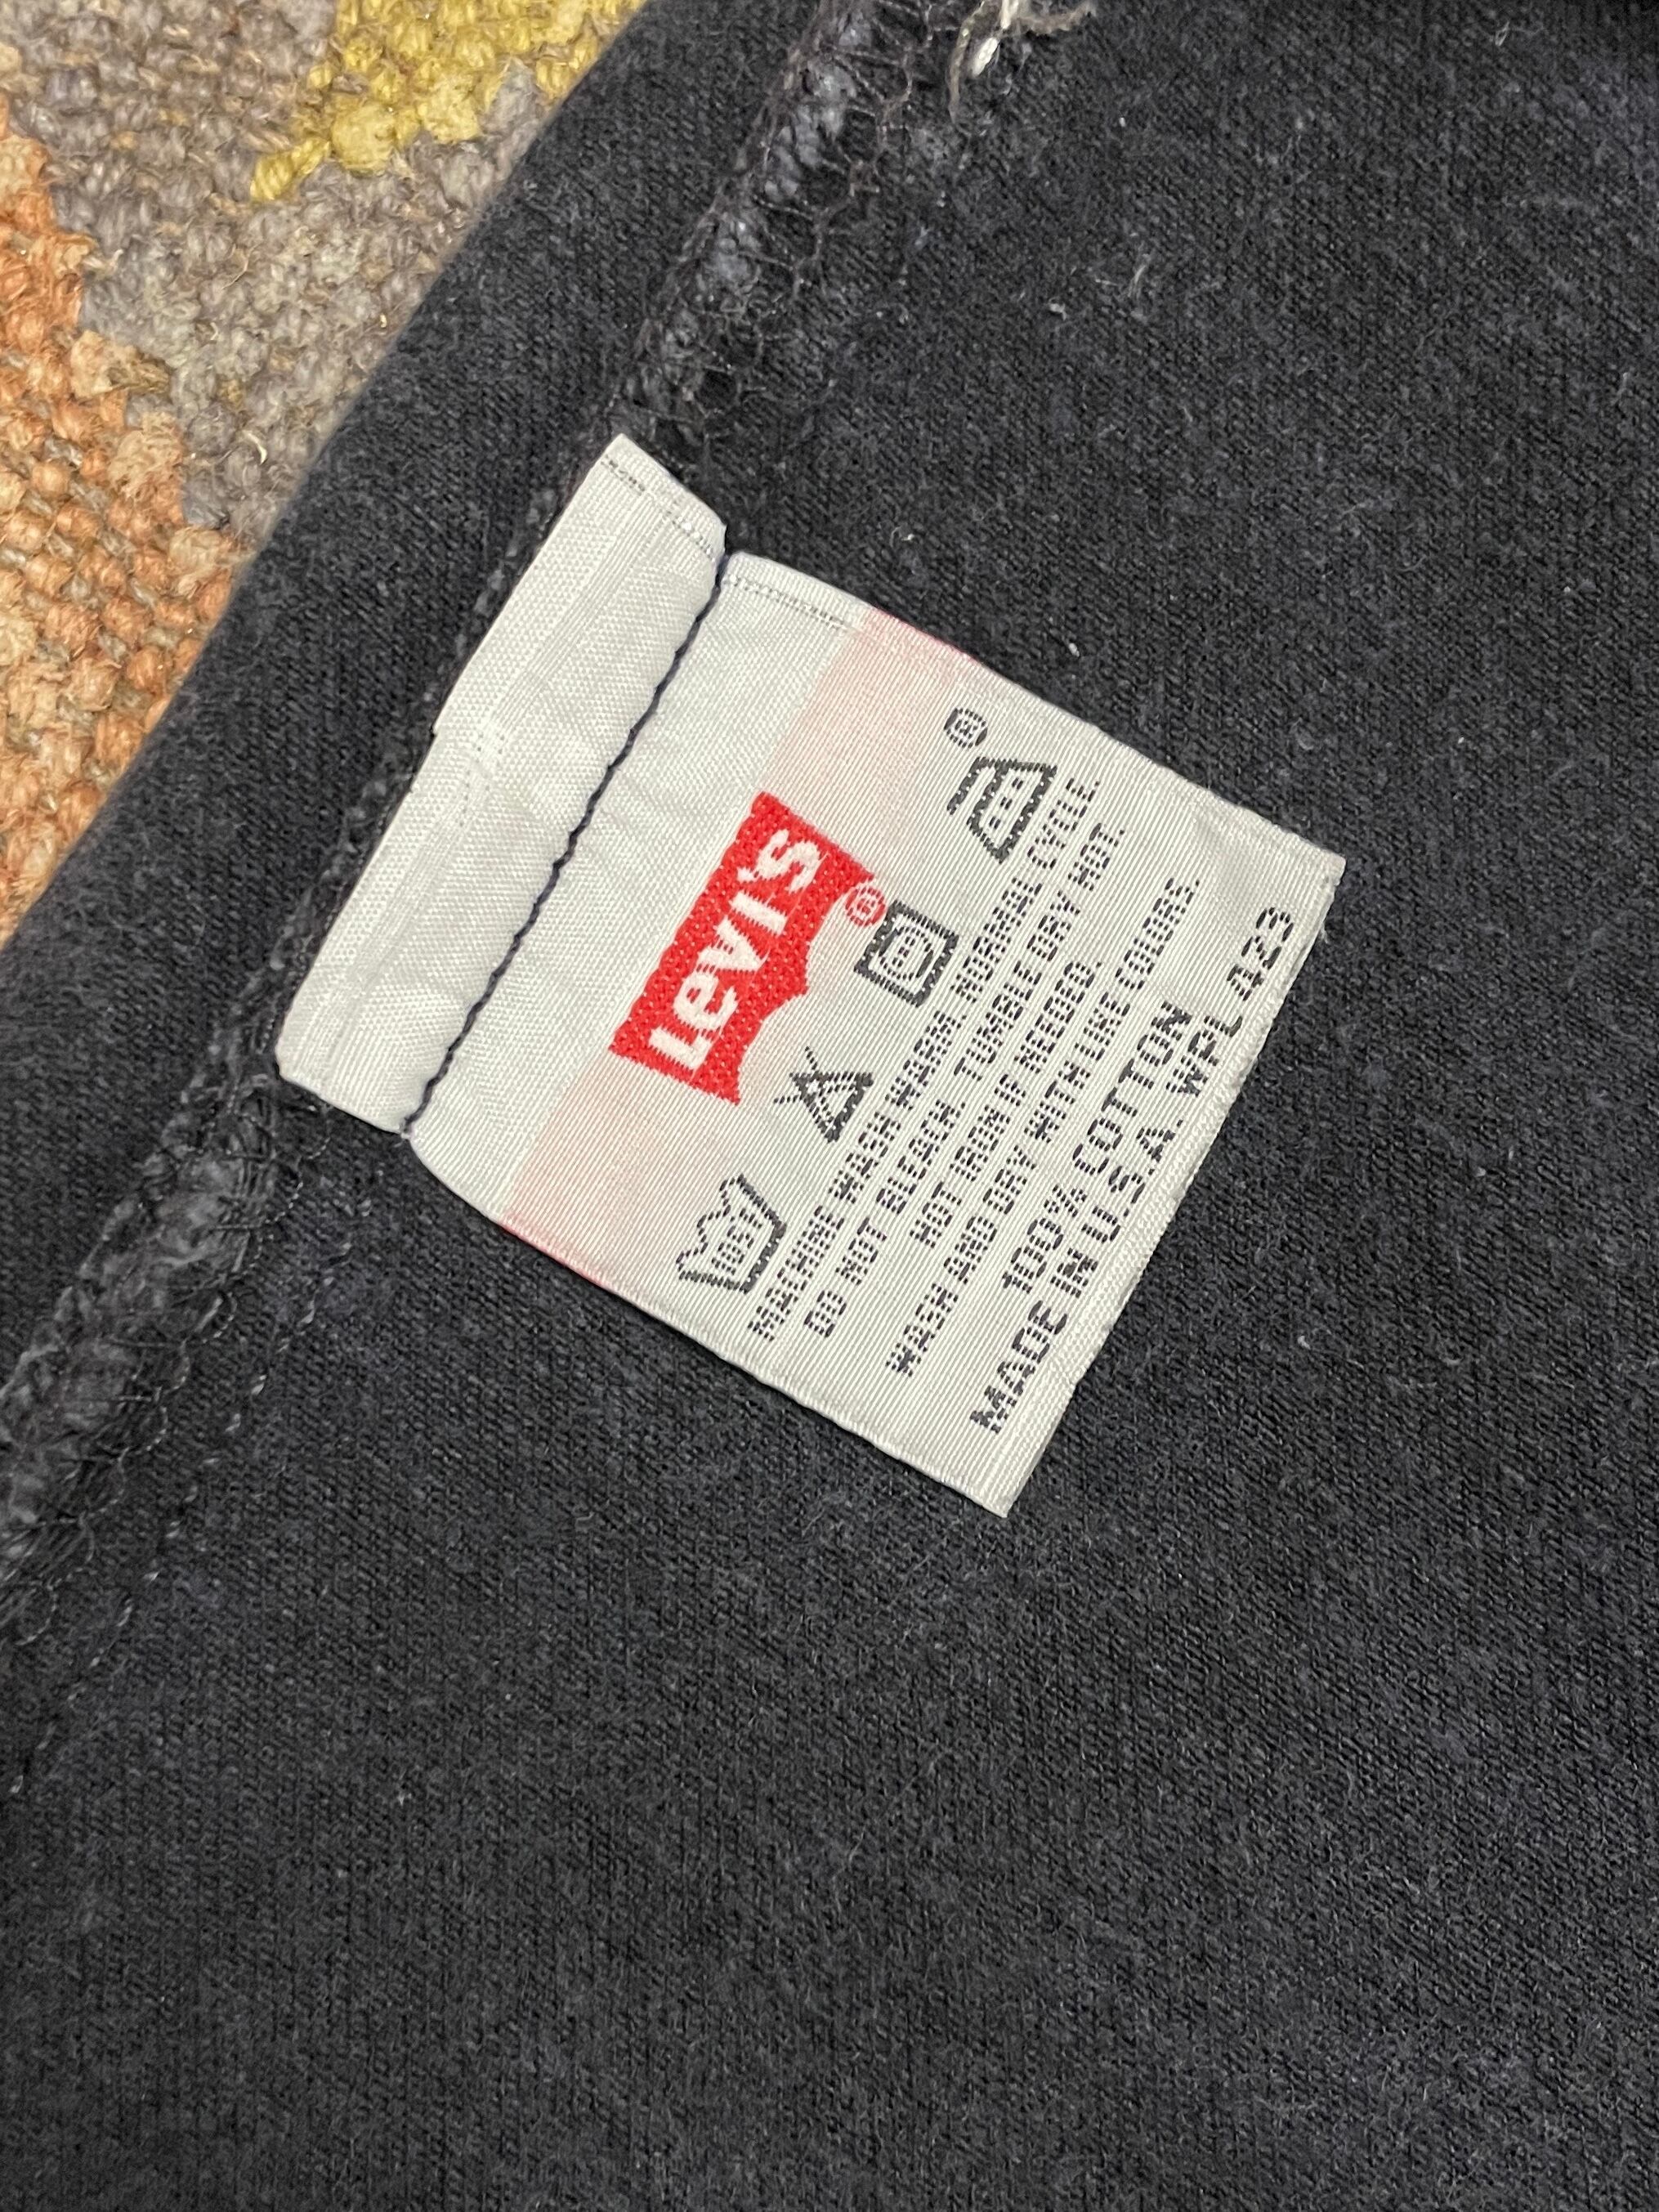 Levi's®
105F
®
MACHINE WASH WARM, NORMAL CYCLE.
DO NOT BLEACH. TUMBLE DRY HOT.
HOT IRON IF NEEDED.
WASH AND DRY WITH LIKE COLORS.
100% COTTON
MADE IN U.S.A. WPL 423